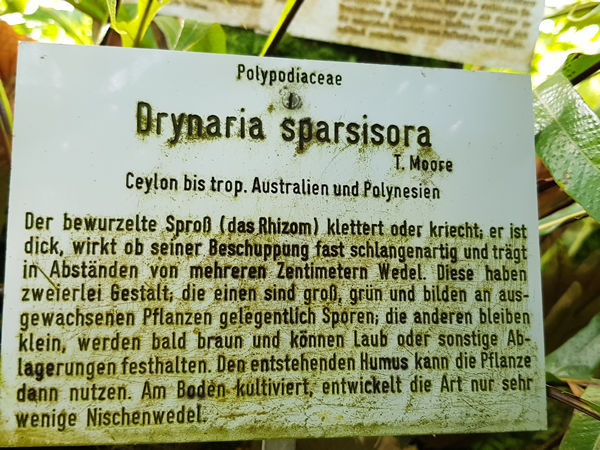 Polypodiaceae
Drynaria sparsisora
T. Moore
Ceylon bis trop. Australien und Polynesien
Der bewurzelte Sproß (das Rhizom) klettert oder kriecht; er ist
dick, wirkt ob seiner Beschuppung fast schlangenartig und trägt
in Abständen von mehreren Zentimetern Wedel. Diese haben
zweierlei Gestalt; die einen sind groß, grün und bilden an aus-
gewachsenen Pflanzen gelegentlich Sporen; die anderen bleiben
klein, werden bald braun und können Laub oder sonstige Ab-
lagerungen festhalten. Den entstehenden Humus kann die Pflanze
dann nutzen. Am Boden kultiviert, entwickelt die Art nur sehr
wenige Nischenwedel.